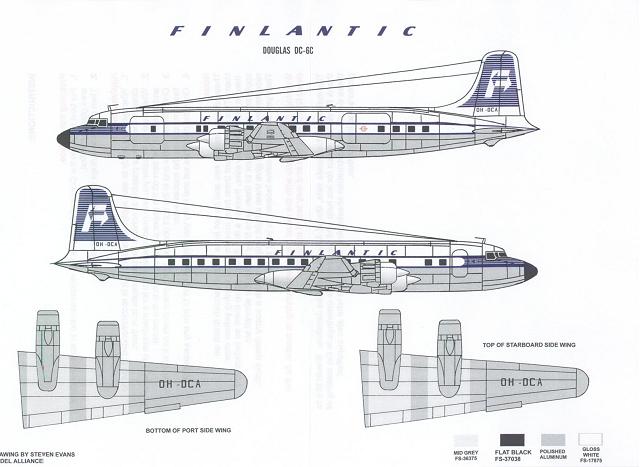 FINLANTIC
DOUGLAS DC-6C
F
OH-DCA
FINLANTIC
F
OH-DCA
FINLANTIC
TOP OF STARBOARD SIDE WING
OH-DCA
OH-DCA
BOTTOM OF PORT SIDE WING
AWING BY STEVEN EVANS
DEL ALLIANCE
MID GREY
FS-36375
FLAT BLACK
FS-37038
POLISHED
ALUMINUM
GLOSS
WHITE
FS-17875